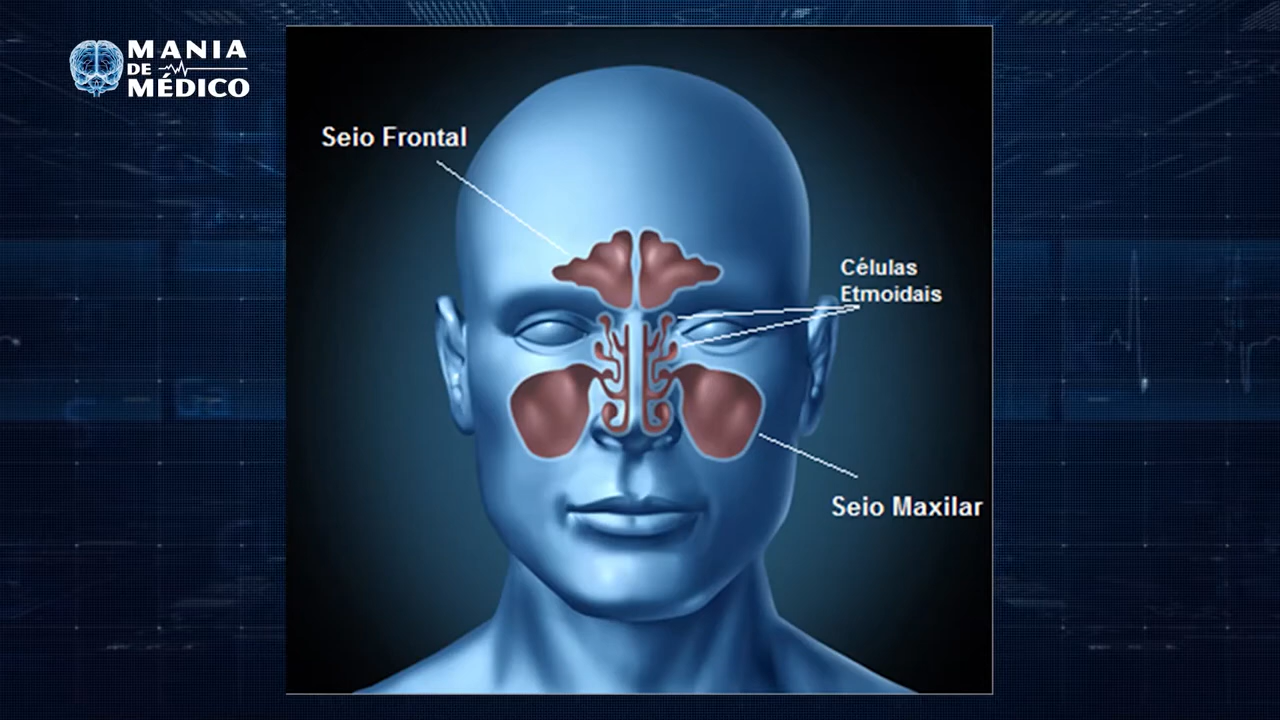 MANIA
DE
MÉDICO
Seio Frontal
Células
Etmoidais
Seio Maxilar